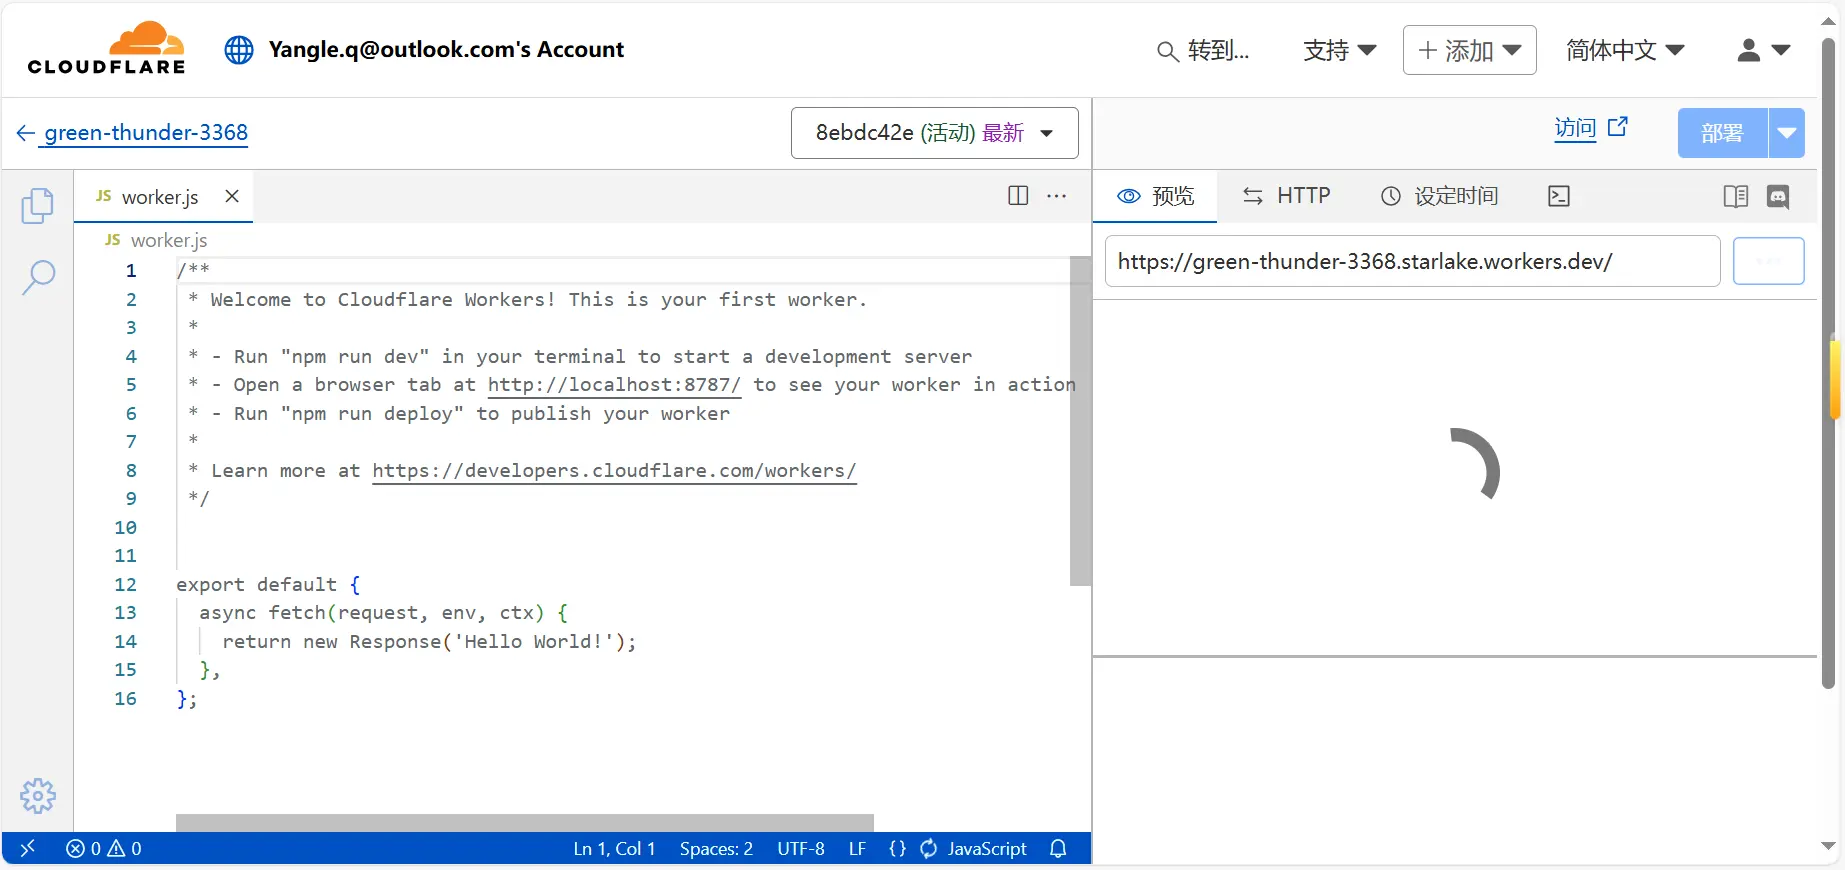 CLOUDFLARE
Yangle.q@outlook.com's Account
转到...
支持
添加
简体中文
green-thunder-3368
8ebdc42e (活动) 最新
访问
部署
JS worker.js
预览
HTTP
设定时间
JS worker.js
https://green-thunder-3368.starlake.workers.dev/
1 /**
2 * Welcome to Cloudflare Workers! This is your first worker.
3 *
4 * - Run "npm run dev" in your terminal to start a development server
5 * - Open a browser tab at http://localhost:8787/ to see your worker in action
6 * - Run "npm run deploy" to publish your worker
7 *
8 * Learn more at https://developers.cloudflare.com/workers/
9 */
10
11
12 export default {
13 async fetch(request, env, ctx) {
14 return new Response('Hello World!');
15 },
16 };
0 0
Ln 1, Col 1
Spaces: 2
UTF-8
LF
{}
JavaScript